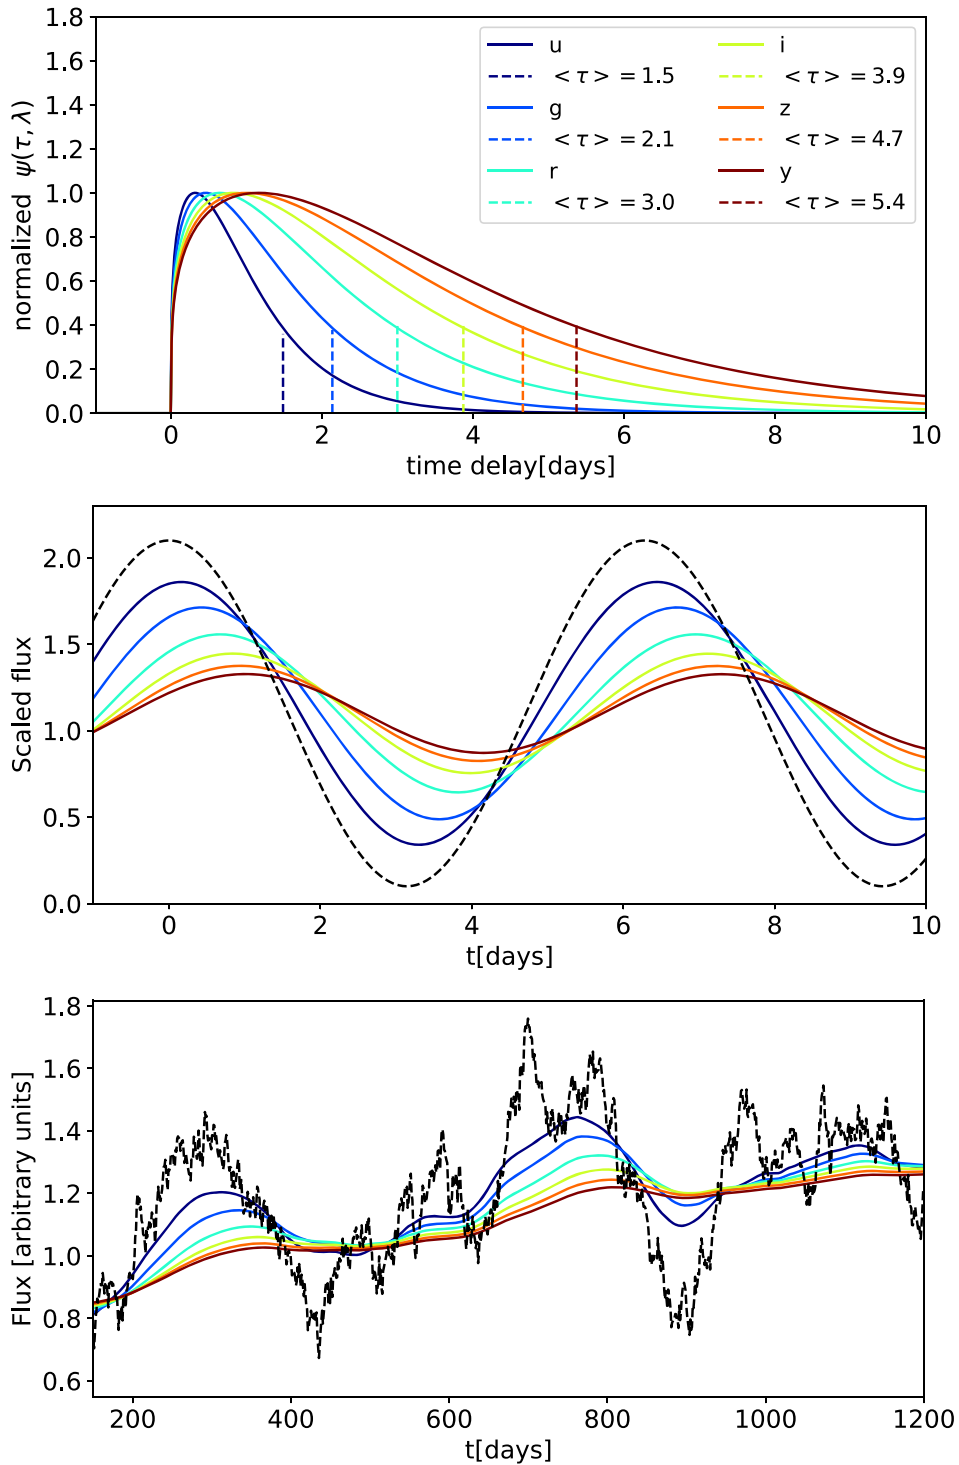 1.8
1.6
1.4
1.2
1.0
0.8
0.6
0.4
0.2
0.0
normalized ψ(τ, λ)
u
< τ > = 1.5
g
< τ > = 2.1
r
< τ > = 3.0
i
< τ > = 3.9
z
< τ > = 4.7
y
< τ > = 5.4
0 2 4 6 8 10
time delay[days]
2.0
1.5
1.0
0.5
0.0
Scaled flux
0 2 4 6 8 10
t[days]
1.8
1.6
1.4
1.2
1.0
0.8
0.6
Flux [arbitrary units]
200 400 600 800 1000 1200
t[days]